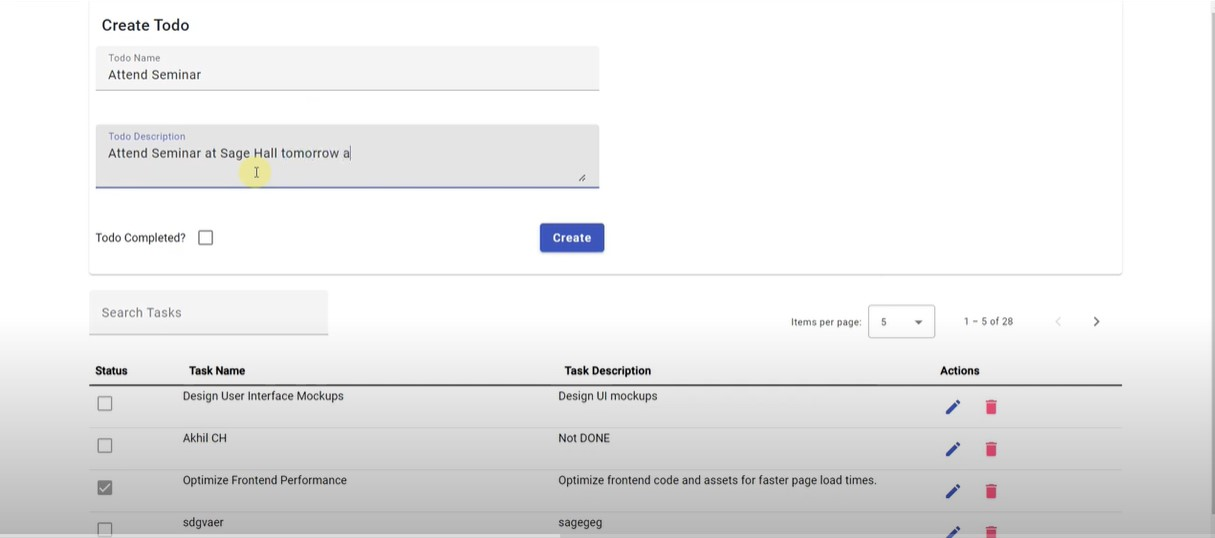 Create Todo
Todo Name
Attend Seminar
Todo Description
Attend Seminar at Sage Hall tomorrow a
Todo Completed?
Create
Search Tasks
Items per page: 5 1 – 5 of 28
Status Task Name Task Description Actions
Design User Interface Mockups Design UI mockups
Akhil CH Not DONE
Optimize Frontend Performance Optimize frontend code and assets for faster page load times.
sdgvaer sagegeg